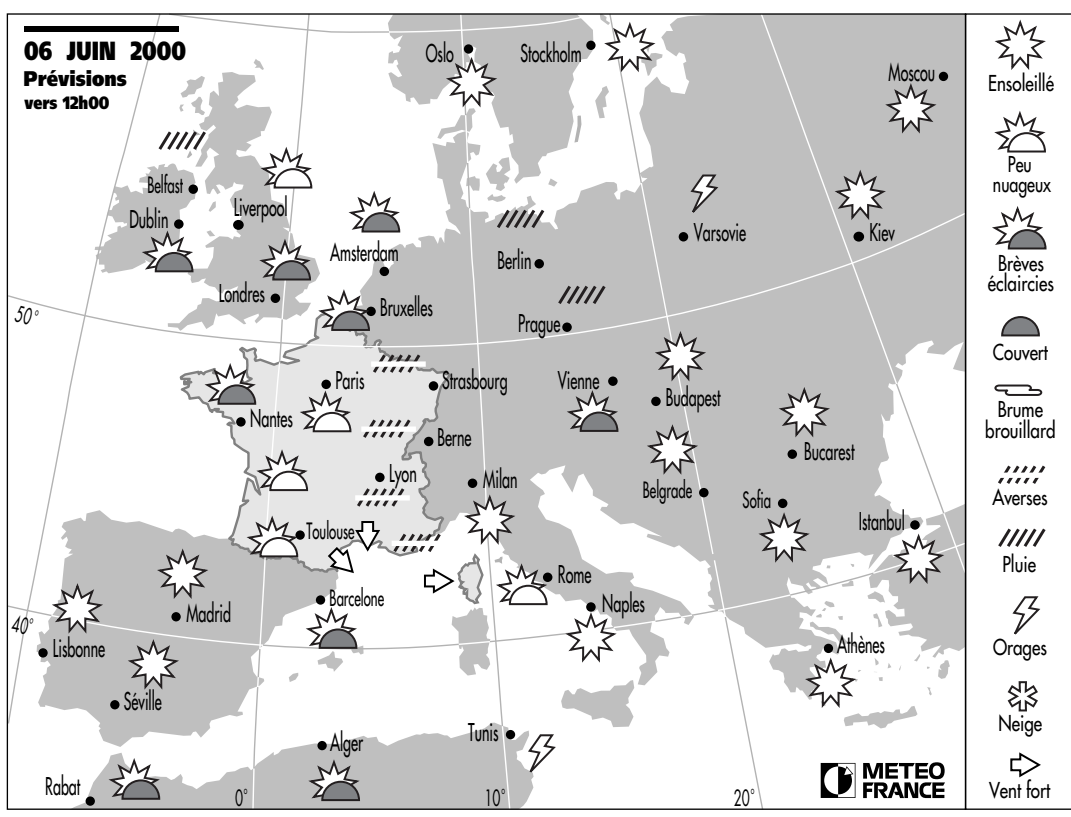 06 JUIN 2000
Prévisions
vers 12h00
Oslo
Stockholm
Moscou
Belfast
Dublin
Liverpool
Amsterdam
Londres
Bruxelles
Berlin
Varsovie
Kiev
Prague
50°
Paris
Strasbourg
Vienne
Budapest
Nantes
Berne
Bucarest
Lyon
Milan
Belgrade
Sofia
Istanbul
Toulouse
Rome
Barcelone
Naples
Madrid
40°
Lisbonne
Athènes
Séville
Alger
Tunis
Rabat
0°
10°
20°
METEO
FRANCE
Ensoleillé
Peu
nuageux
Brèves
éclaircies
Couvert
Brume
brouillard
Averses
Pluie
Orages
Neige
Vent fort